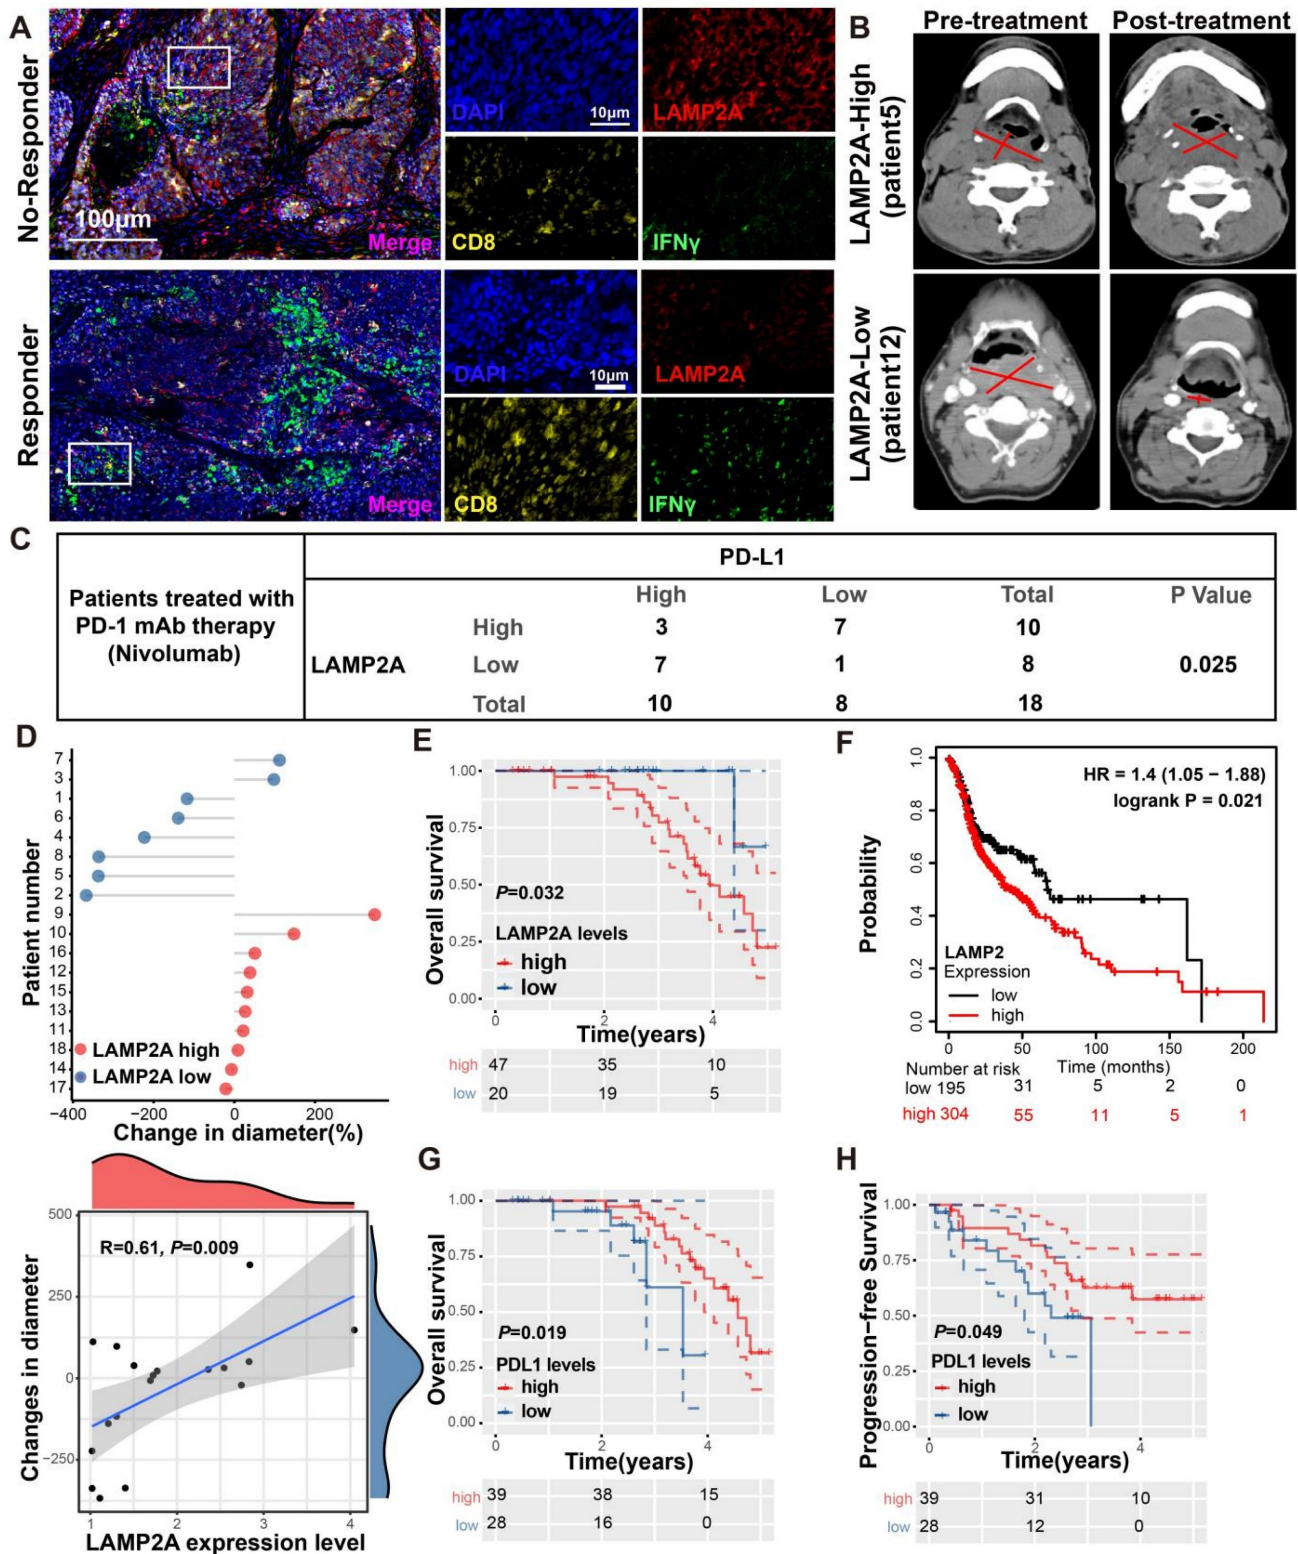 A
No-Responder
100µm
Merge
DAPI
10µm
LAMP2A
CD8
IFNγ
Responder
Merge
DAPI
10µm
LAMP2A
CD8
IFNγ
B
Pre-treatment
Post-treatment
LAMP2A-High
(patient5)
LAMP2A-Low
(patient12)
C
Patients treated with
PD-1 mAb therapy
(Nivolumab)
PD-L1
High Low Total P Value
High 3 7 10
LAMP2A Low 7 1 8 0.025
Total 10 8 18
D
Patient number
7
3
1
6
4
8
5
2
9
10
16
12
15
13
11
18
14
17
LAMP2A high
LAMP2A low
−400 −200 0 200
Change in diameter(%)
500
250
0
−250
Changes in diameter
R=0.61, P=0.009
1 2 3 4
LAMP2A expression level
E
Overall survival
1.00
0.75
0.50
0.25
0.00
P=0.032
LAMP2A levels
high
low
0 2 4
Time(years)
high 47 35 10
low 20 19 5
F
Probability
1.0
0.8
0.6
0.4
0.2
0.0
HR = 1.4 (1.05 − 1.88)
logrank P = 0.021
LAMP2
Expression
low
high
0 50 100 150 200
Time (months)
Number at risk
low 195 31 5 2 0
high 304 55 11 5 1
G
Overall survival
1.00
0.75
0.50
0.25
0.00
P=0.019
PDL1 levels
high
low
0 2 4
Time(years)
high 39 38 15
low 28 16 0
H
Progression−free Survival
1.00
0.75
0.50
0.25
0.00
P=0.049
PDL1 levels
high
low
0 2 4
Time(years)
high 39 31 10
low 28 12 0